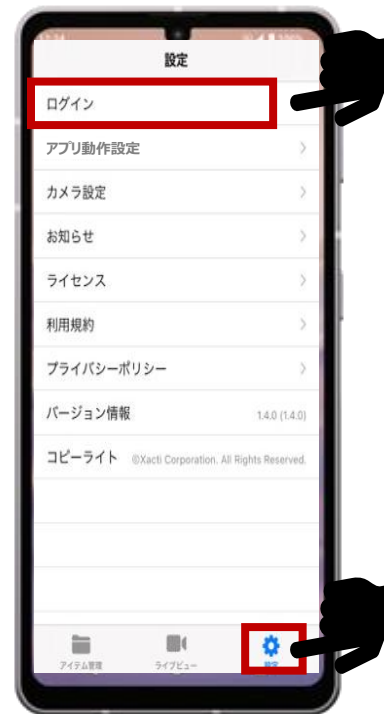 設定
ログイン
アプリ動作設定
カメラ設定
お知らせ
ライセンス
利用規約
プライバシーポリシー
バージョン情報 1.4.0 (1.4.0)
コピーライト ©Xacti Corporation. All Rights Reserved.
アイテム管理 ライブビュー 設定